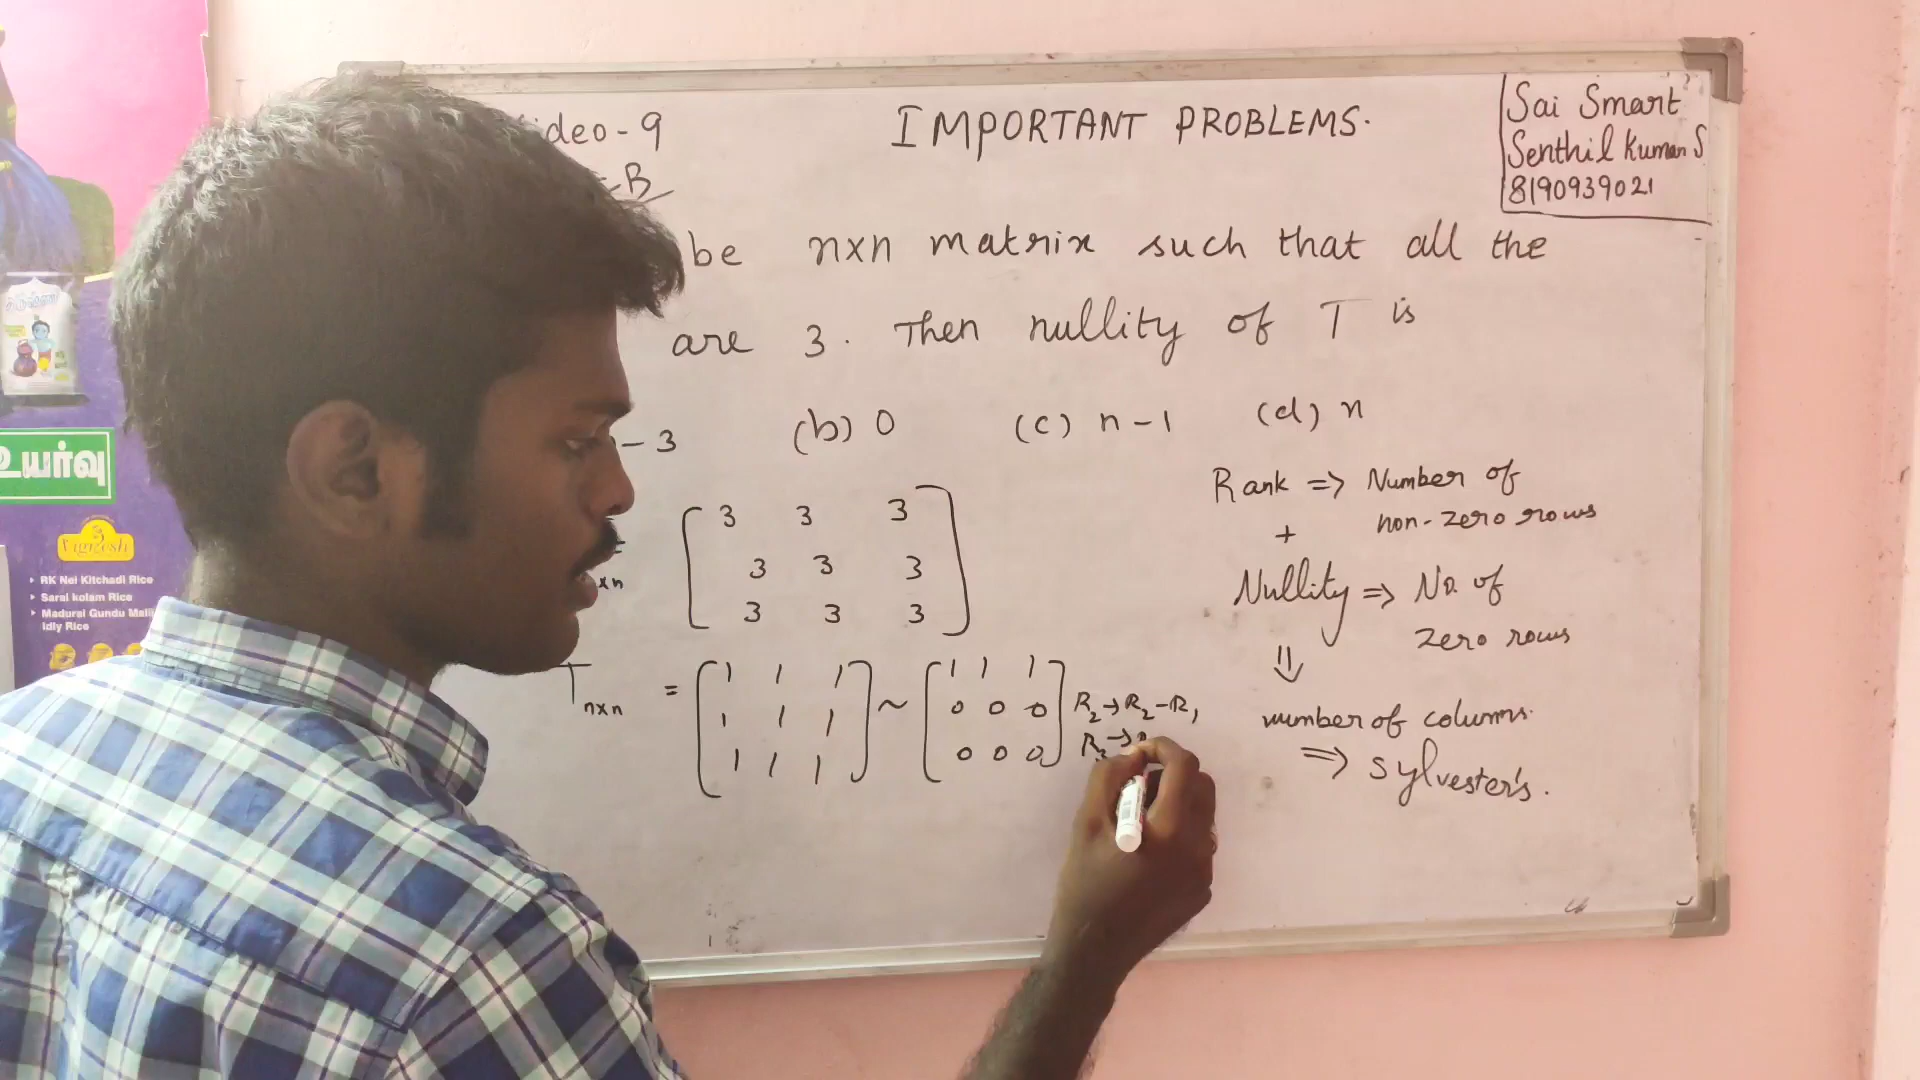 ideo-9
IMPORTANT PROBLEMS.
Sai Smart
Senthil Kumar S
8190939021
-B
be nxn matrix such that all the
are 3. Then nullity of T is
-3 (b) 0 (c) n-1 (d) n
3 3 3
3 3 3
3 3 3
xn
T nxn = [1 1 1 ~ [1 1 1
1 1 1 0 0 0 R2→R2-R1
1 1 1] 0 0 0] R3→
Rank => Number of
non-zero rows
+
Nullity => No. of
zero rows
⇓
number of columns.
=> Sylvester's.
உயர்வு
RK Nei Kitchadi Rice
Sarai kolam Rice
Madurai Gundu Malli
Idly Rice